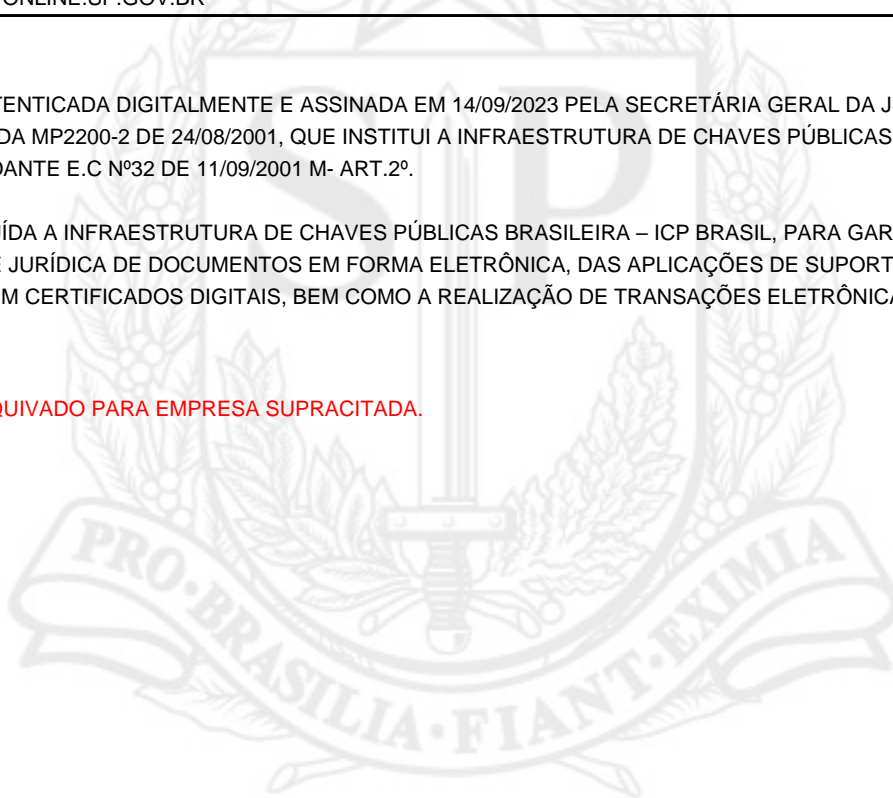 ONLINE.SP.GOV.BR
TENTICADA DIGITALMENTE E ASSINADA EM 14/09/2023 PELA SECRETÁRIA GERAL DA J
DA MP2200-2 DE 24/08/2001, QUE INSTITUI A INFRAESTRUTURA DE CHAVES PÚBLICAS
DANTE E.C Nº32 DE 11/09/2001 M- ART.2º.
ÍDA A INFRAESTRUTURA DE CHAVES PÚBLICAS BRASILEIRA – ICP BRASIL, PARA GAR
E JURÍDICA DE DOCUMENTOS EM FORMA ELETRÔNICA, DAS APLICAÇÕES DE SUPORT
M CERTIFICADOS DIGITAIS, BEM COMO A REALIZAÇÃO DE TRANSAÇÕES ELETRÔNICA
QUIVADO PARA EMPRESA SUPRACITADA.
SP
PRO·BRASILIA·FIANT·EXIMIA